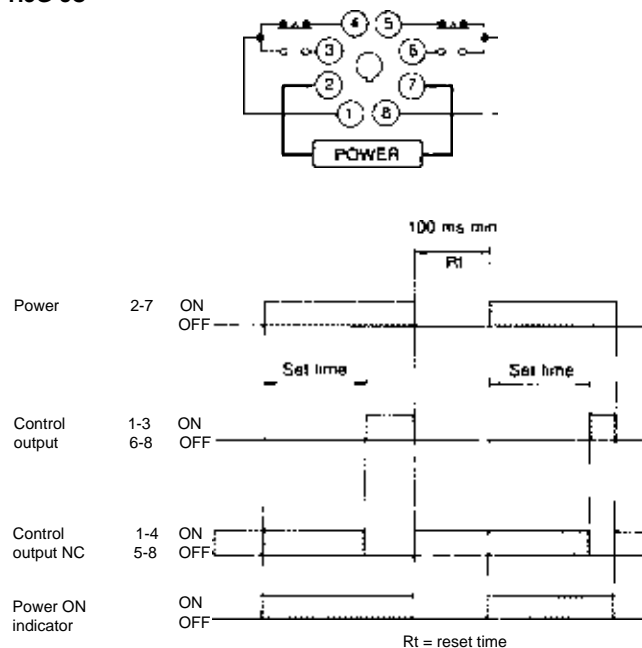 4 5
3 6
2 7
1 8
POWER
100 ms min
Rt
Power 2-7 ON
OFF
Set time Set time
Control 1-3 ON
output 6-8 OFF
Control 1-4 ON
output NC 5-8 OFF
Power ON ON
indicator OFF
Rt = reset time